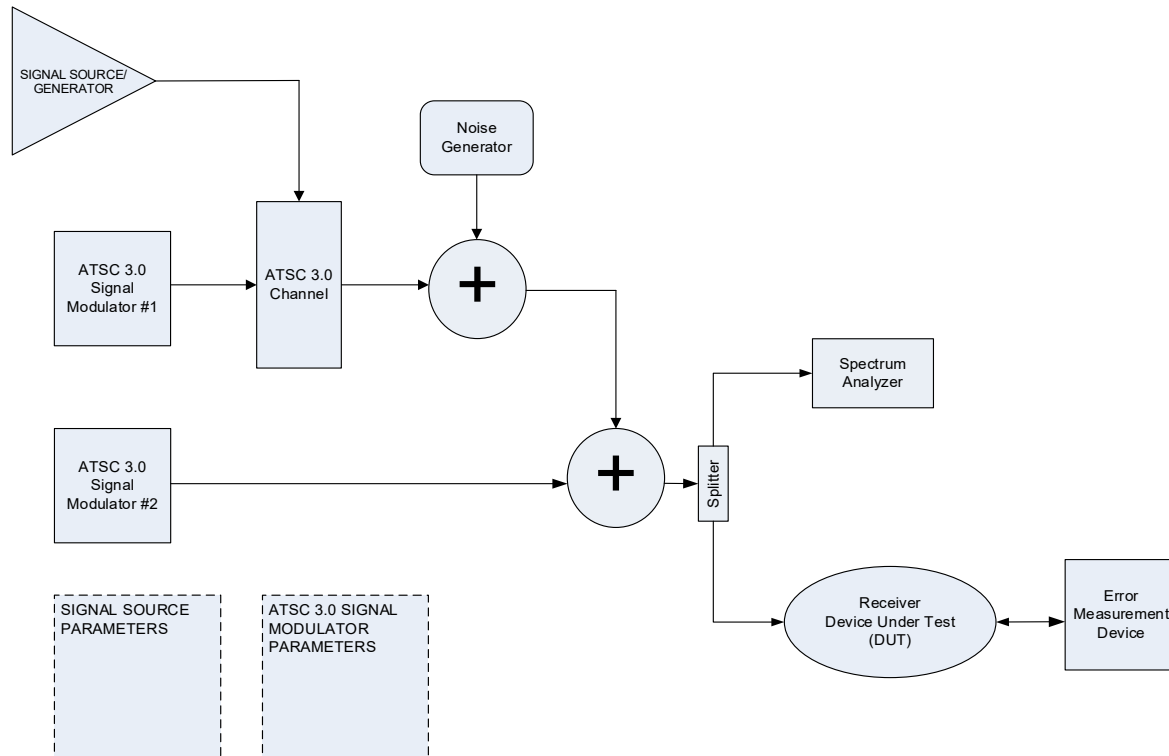 SIGNAL SOURCE/
GENERATOR
Noise
Generator
ATSC 3.0
Signal
Modulator #1
ATSC 3.0
Channel
+
Spectrum
Analyzer
ATSC 3.0
Signal
Modulator #2
+
Splitter
SIGNAL SOURCE
PARAMETERS
ATSC 3.0 SIGNAL
MODULATOR
PARAMETERS
Receiver
Device Under Test
(DUT)
Error
Measurement
Device